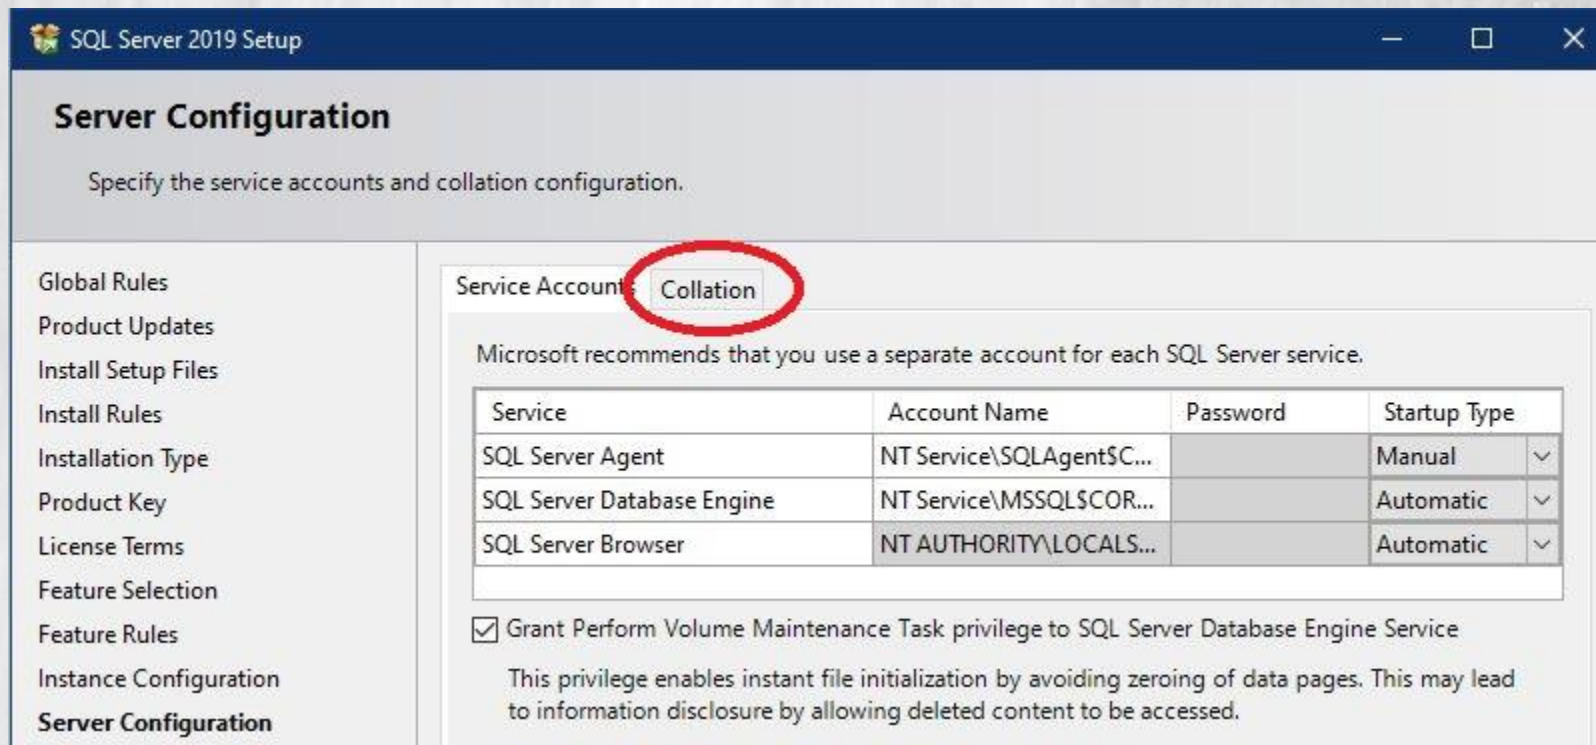 SQL Server 2019 Setup
Server Configuration
Specify the service accounts and collation configuration.
Global Rules
Product Updates
Install Setup Files
Install Rules
Installation Type
Product Key
License Terms
Feature Selection
Feature Rules
Instance Configuration
Server Configuration
Service Accounts Collation
Microsoft recommends that you use a separate account for each SQL Server service.
Service Account Name Password Startup Type
SQL Server Agent NT Service\SQLAgent$C... Manual
SQL Server Database Engine NT Service\MSSQL$COR... Automatic
SQL Server Browser NT AUTHORITY\LOCALS... Automatic
Grant Perform Volume Maintenance Task privilege to SQL Server Database Engine Service
This privilege enables instant file initialization by avoiding zeroing of data pages. This may lead
to information disclosure by allowing deleted content to be accessed.